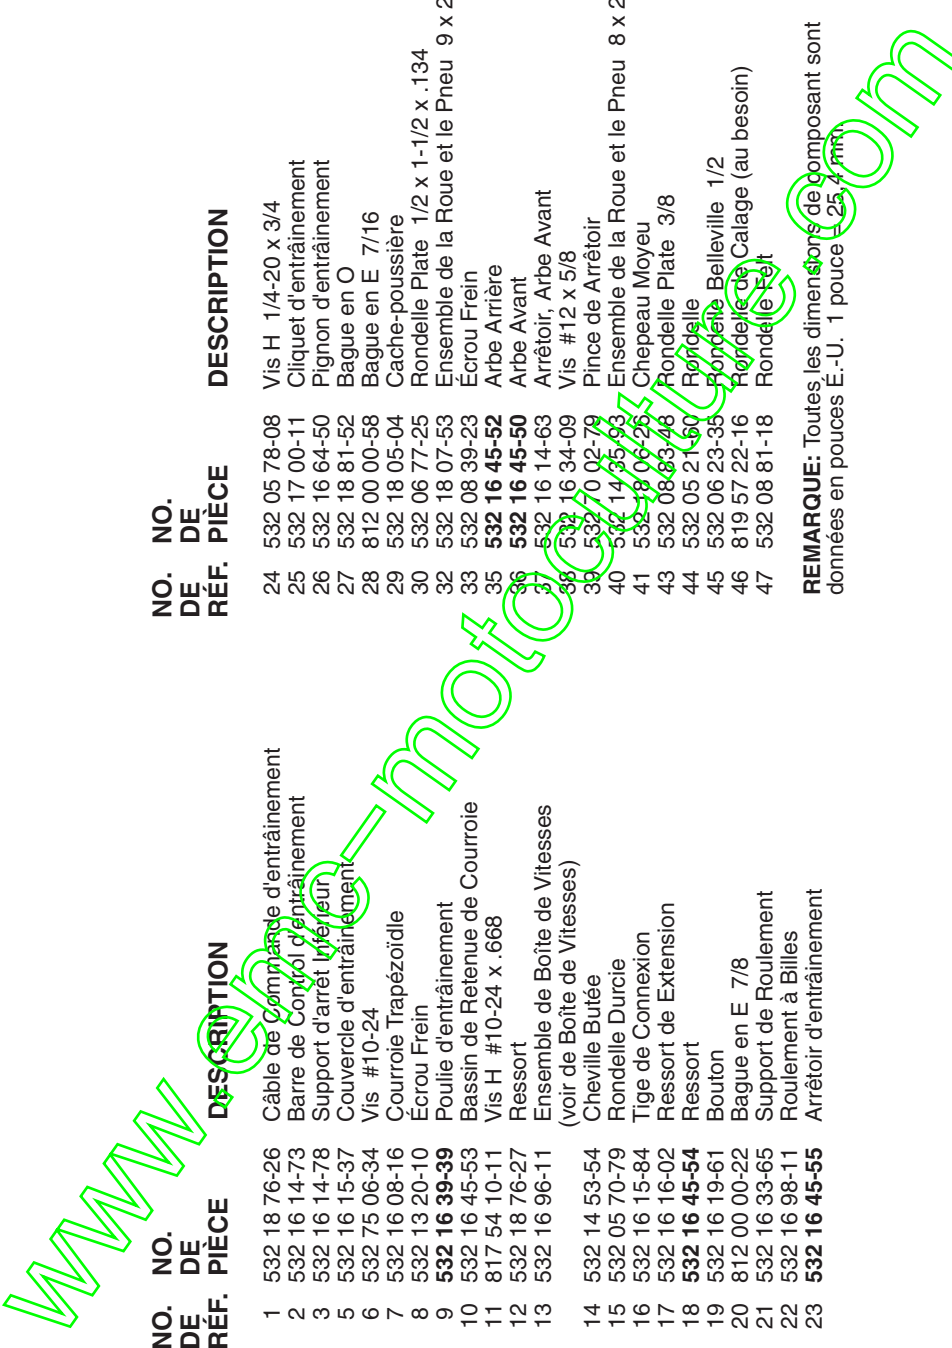 NO. NO.
DE DE
RÉF. PIÈCE DESCRIPTION
1 532 18 76-26 Câble de Commande d'entrâinement
2 532 16 14-73 Barre de Control d'entrâinement
3 532 16 14-78 Support d'arret Inférieur
5 532 16 15-37 Couvercle d'entrâinement
6 532 75 06-34 Vis #10-24
7 532 16 08-16 Courroie Trapézoïdle
8 532 13 20-10 Écrou Frein
9 532 16 39-39 Poulie d'entrâinement
10 532 16 45-53 Bassin de Retenue de Courroie
11 817 54 10-11 Vis H #10-24 x .668
12 532 18 76-27 Ressort
13 532 16 96-11 Ensemble de Boîte de Vitesses
(voir de Boîte de Vitesses)
14 532 14 53-54 Cheville Butée
15 532 05 70-79 Rondelle Durcie
16 532 16 15-84 Tige de Connexion
17 532 16 16-02 Ressort de Extension
18 532 16 45-54 Ressort
19 532 16 19-61 Bouton
20 812 00 00-22 Bague en E 7/8
21 532 16 33-65 Support de Roulement
22 532 16 98-11 Roulement à Billes
23 532 16 45-55 Arrêtoir d'entrâinement
NO. NO.
DE DE
RÉF. PIÈCE DESCRIPTION
24 532 05 78-08 Vis H 1/4-20 x 3/4
25 532 17 00-11 Cliquet d'entrâinement
26 532 16 64-50 Pignon d'entrâinement
27 532 18 81-52 Bague en O
28 812 00 00-58 Bague en E 7/16
29 532 18 05-04 Cache-poussière
30 532 06 77-25 Rondelle Plate 1/2 x 1-1/2 x .134
32 532 18 07-53 Ensemble de la Roue et le Pneu 9 x 2
33 532 08 39-23 Écrou Frein
35 532 16 45-52 Arbe Arrière
36 532 16 45-50 Arbe Avant
37 532 16 14-63 Arrêtoir, Arbe Avant
38 532 16 34-09 Vis #12 x 5/8
39 532 10 02-79 Pince de Arrêtoir
40 532 14 35-93 Ensemble de la Roue et le Pneu 8 x 2
41 532 18 06-26 Chepeau Moyeu
43 532 08 83-48 Rondelle Plate 3/8
44 532 05 21-60 Rondelle
45 532 06 23-35 Rondelle Belleville 1/2
46 819 57 22-16 Rondelle de Calage (au besoin)
47 532 08 81-18 Rondelle Felt
REMARQUE: Toutes les dimensions de composant sont
données en pouces É.-U. 1 pouce = 25,4 mm.
www.emc-motoculture.com